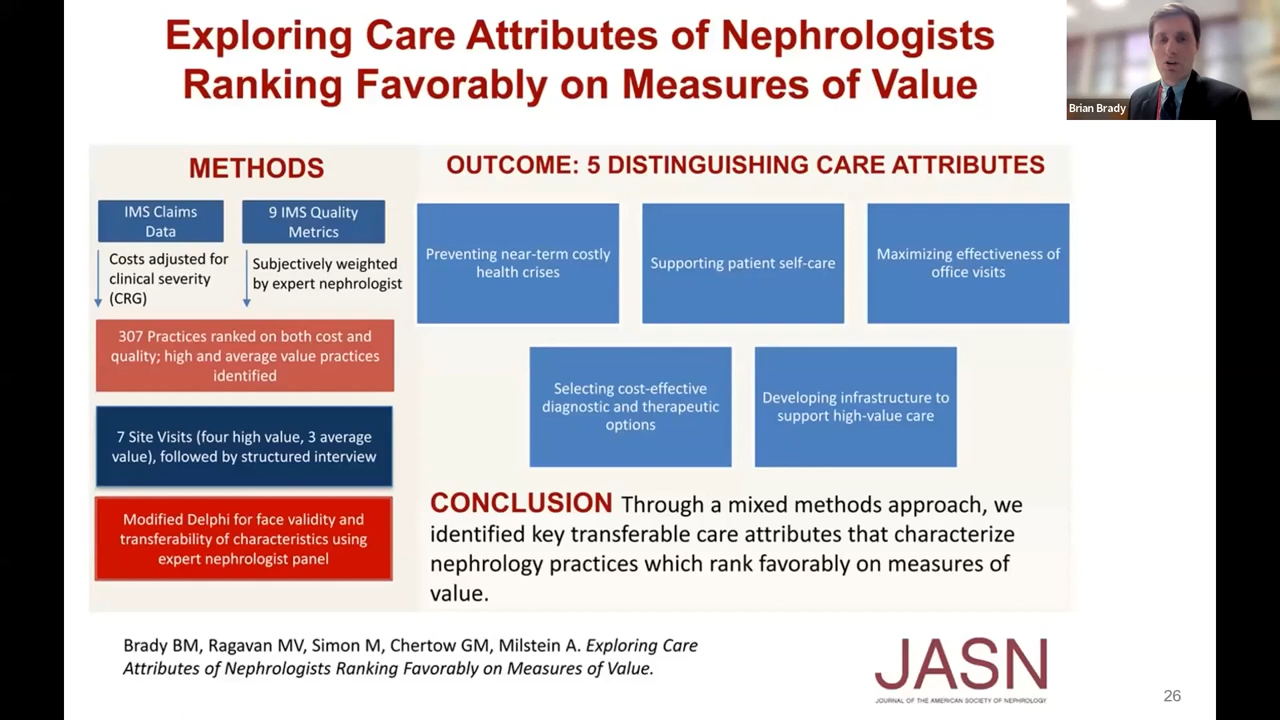 Exploring Care Attributes of Nephrologists
Ranking Favorably on Measures of Value
Brian Brady
METHODS
IMS Claims
Data
9 IMS Quality
Metrics
Costs adjusted for
clinical severity
(CRG)
Subjectively weighted
by expert nephrologist
307 Practices ranked on both cost and
quality; high and average value practices
identified
7 Site Visits (four high value, 3 average
value), followed by structured interview
Modified Delphi for face validity and
transferability of characteristics using
expert nephrologist panel
OUTCOME: 5 DISTINGUISHING CARE ATTRIBUTES
Preventing near-term costly
health crises
Supporting patient self-care
Maximizing effectiveness of
office visits
Selecting cost-effective
diagnostic and therapeutic
options
Developing infrastructure to
support high-value care
CONCLUSION Through a mixed methods approach, we
identified key transferable care attributes that characterize
nephrology practices which rank favorably on measures of
value.
Brady BM, Ragavan MV, Simon M, Chertow GM, Milstein A. Exploring Care
Attributes of Nephrologists Ranking Favorably on Measures of Value.
JASN
JOURNAL OF THE AMERICAN SOCIETY OF NEPHROLOGY
26